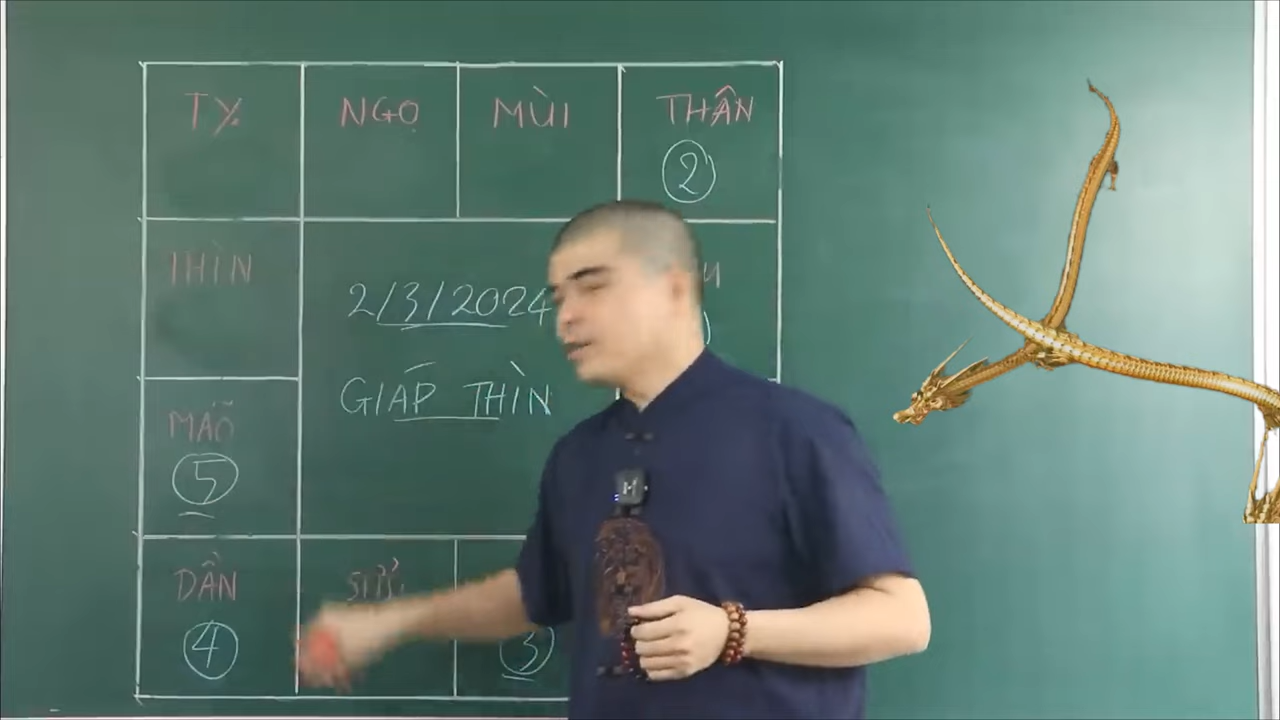 TỴ NGỌ MÙI THÂN
2
THÌN
2/3/2024
GIÁP THÌN
MÃO
5
DẦN SỬU
4 3